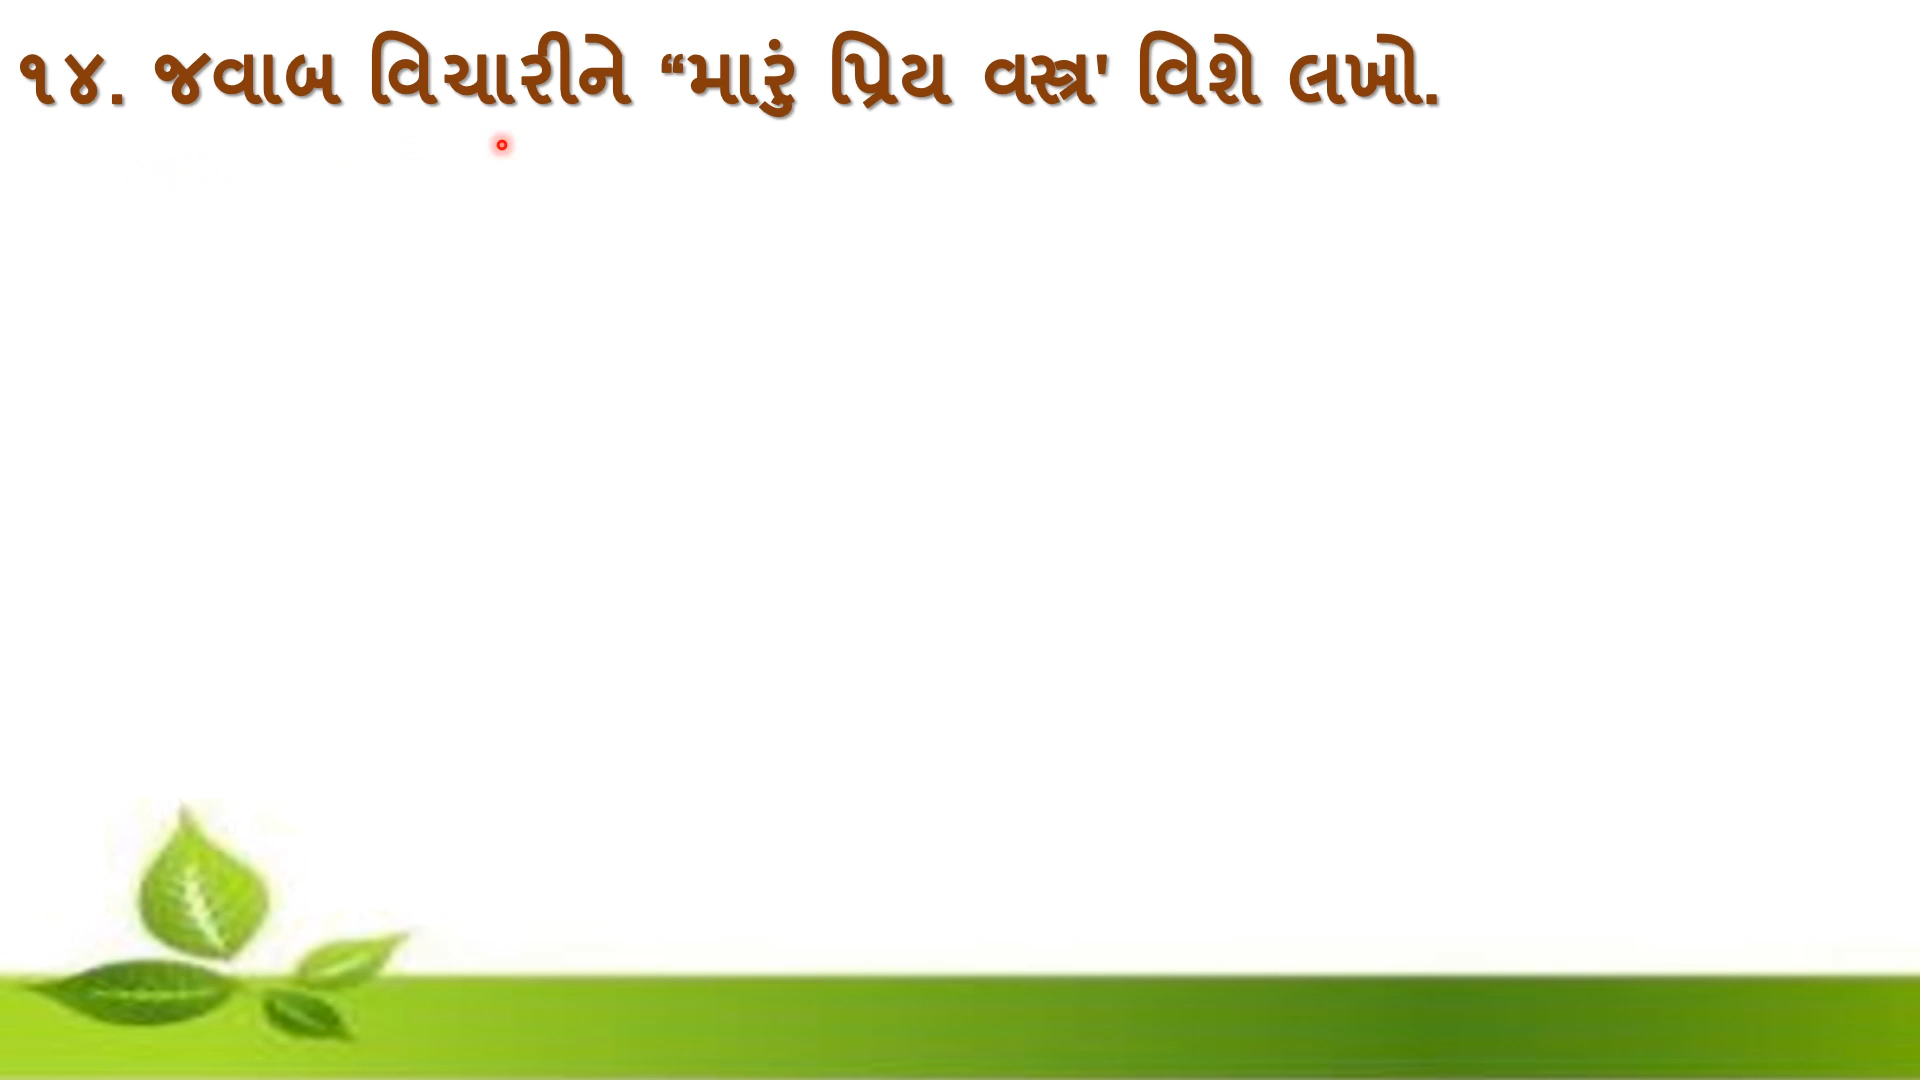 ૧૪. જવાબ વિચારીને “મારું પ્રિય વસ્ત્ર' વિશે લખો.